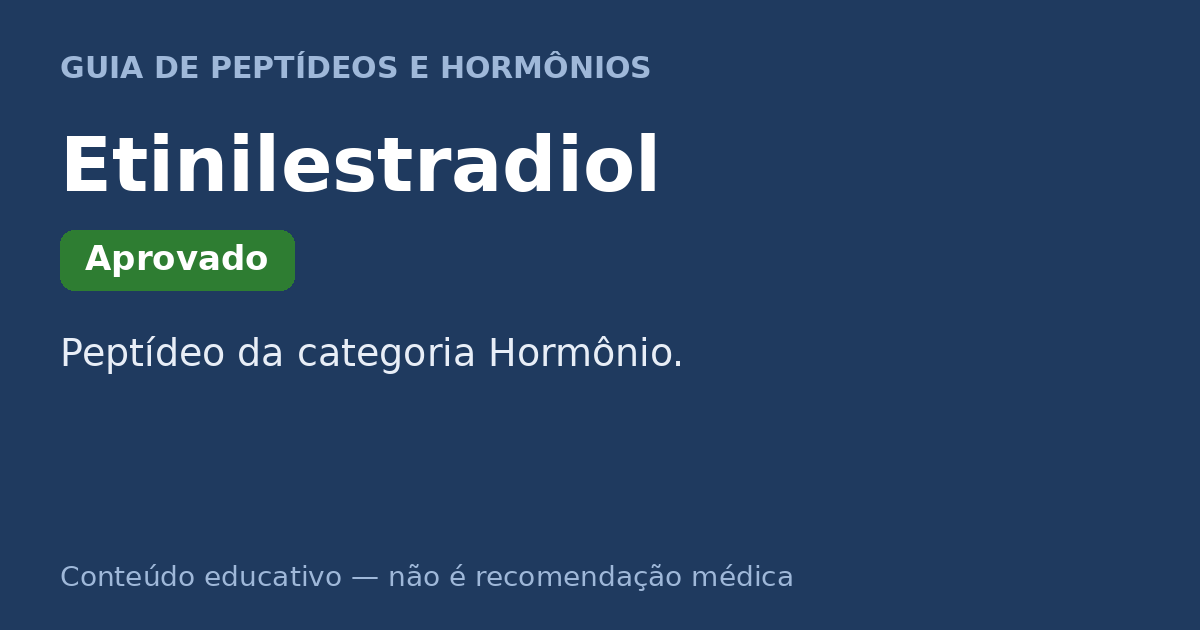 GUIA DE PEPTÍDEOS E HORMÔNIOS
Etinilestradiol
Aprovado
Peptídeo da categoria Hormônio.
Conteúdo educativo — não é recomendação médica